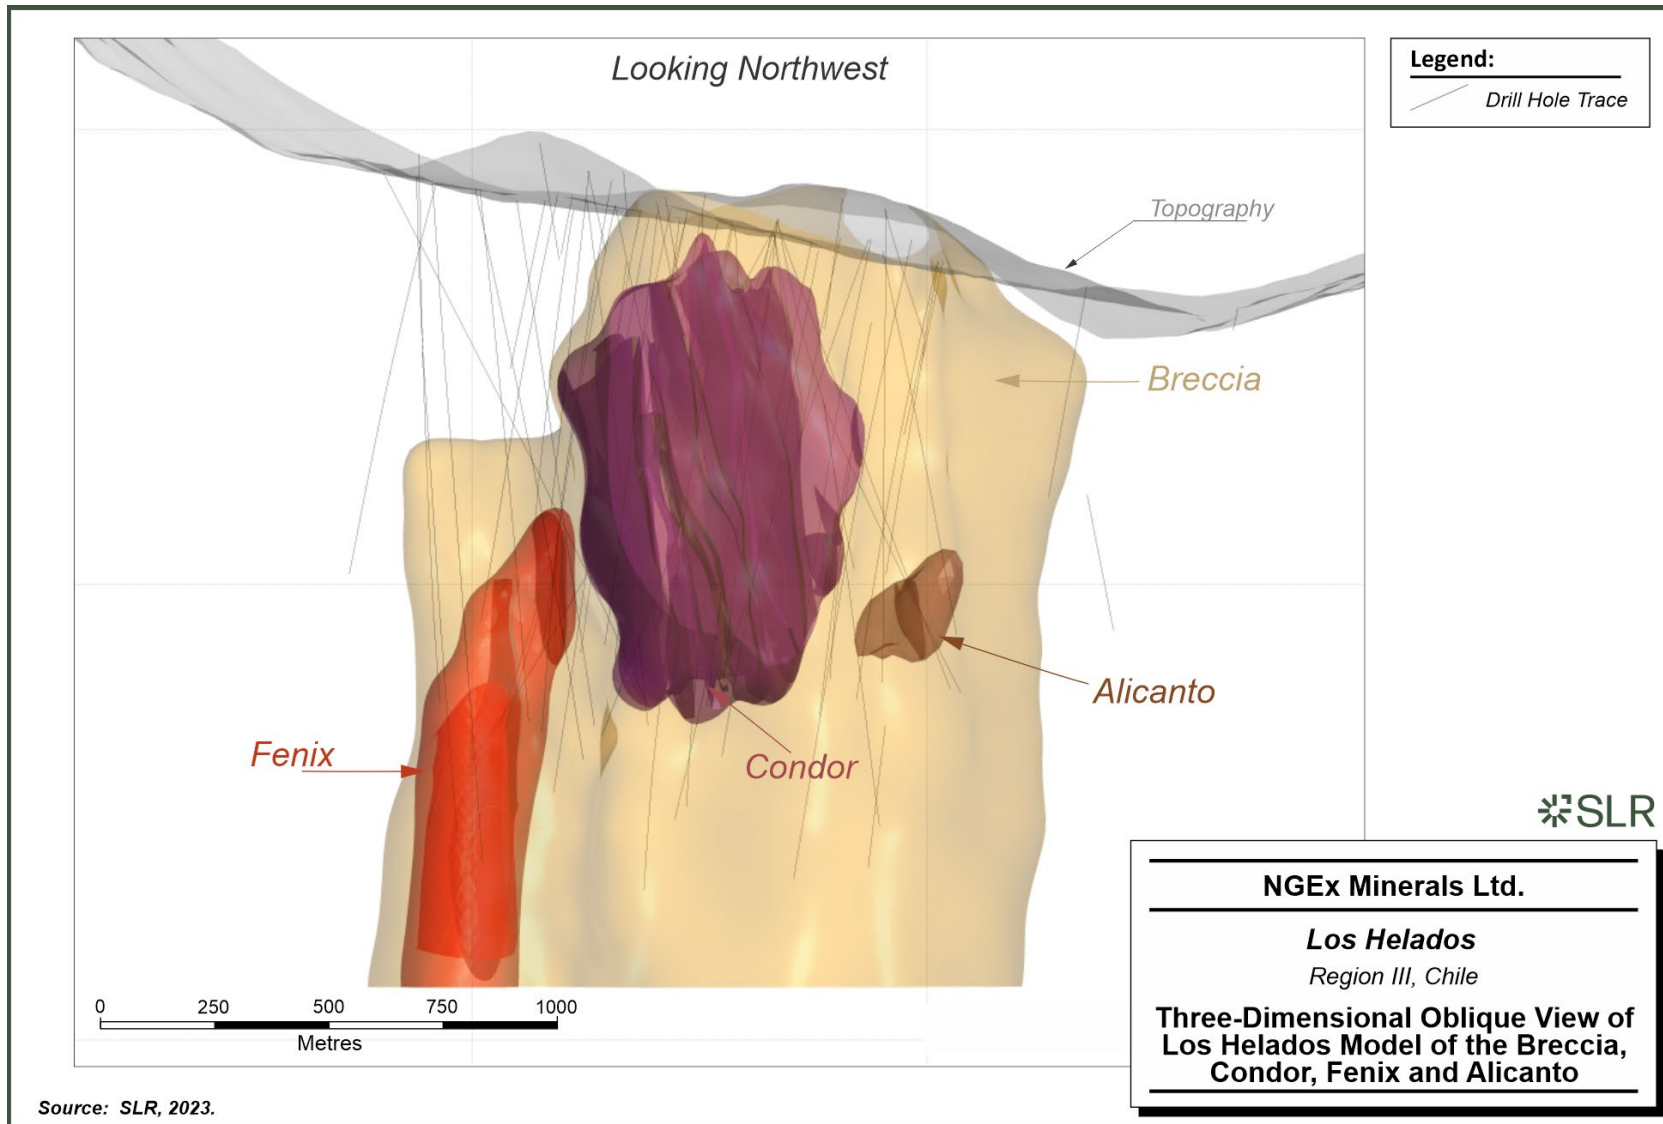 Looking Northwest
Legend:
Drill Hole Trace
Topography
Breccia
Alicanto
Fenix
Condor
SLR
0 250 500 750 1000
Metres
NGEx Minerals Ltd.
Los Helados
Region III, Chile
Three-Dimensional Oblique View of
Los Helados Model of the Breccia,
Condor, Fenix and Alicanto
Source: SLR, 2023.